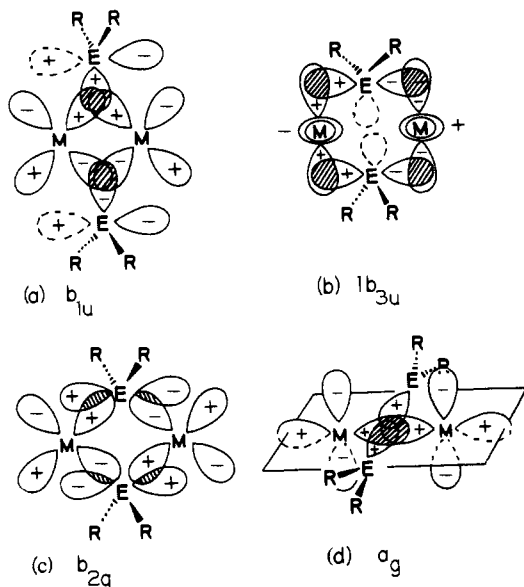 R R
+ E −
+
− −
M + + M
+ − − +
−
+ E −
R R
(a) b1u
R R
+ E −
+ −
− M M +
+ −
+ E −
R R
(b) 1b3u
R R
+ E −
− +
M M
+ −
− E +
R R
(c) b2g
R
E R
− −
+ M + + + M +
+
− E −
R
R
(d) ag